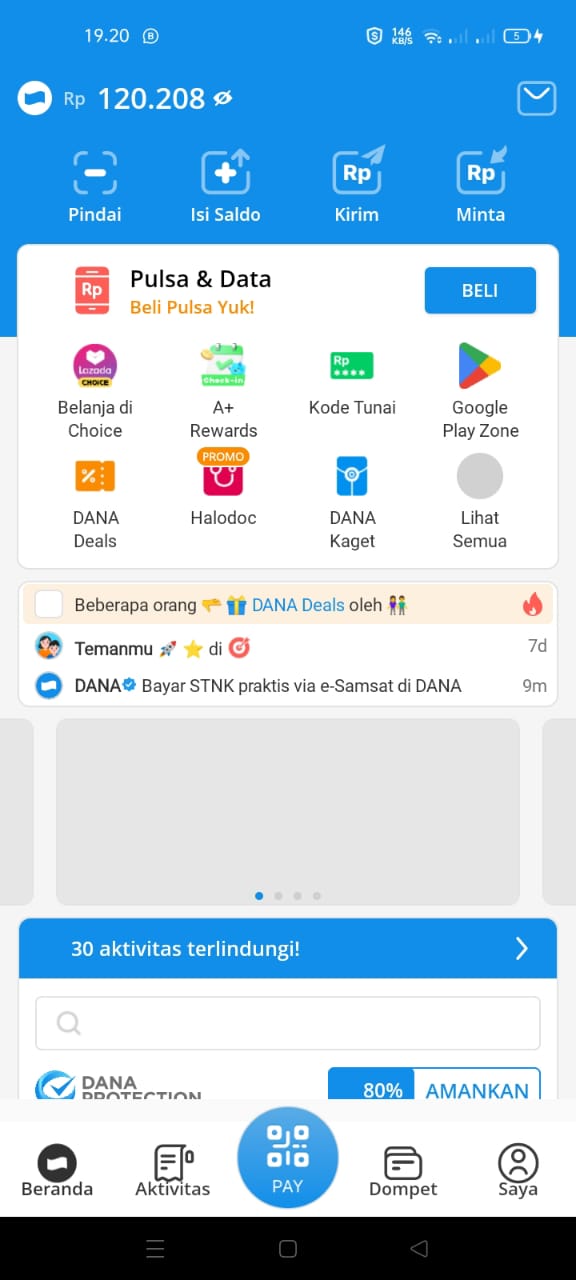 19.20
146
KB/S
5
Rp 120.208
Pindai
Isi Saldo
Rp
Kirim
Rp
Minta
Rp
Pulsa & Data
Beli Pulsa Yuk!
BELI
Lazada
CHOICE
Belanja di
Choice
Check-in
A+
Rewards
Rp
****
Kode Tunai
Google
Play Zone
DANA
Deals
PROMO
Halodoc
DANA
Kaget
Lihat
Semua
Beberapa orang 🫳 🎁 DANA Deals oleh 👫
Temanmu 🚀 ⭐ di 🎯 7d
DANA Bayar STNK praktis via e-Samsat di DANA 9m
30 aktivitas terlindungi!
DANA
PROTECTION
80%
AMANKAN
Beranda
Aktivitas
PAY
Dompet
Saya